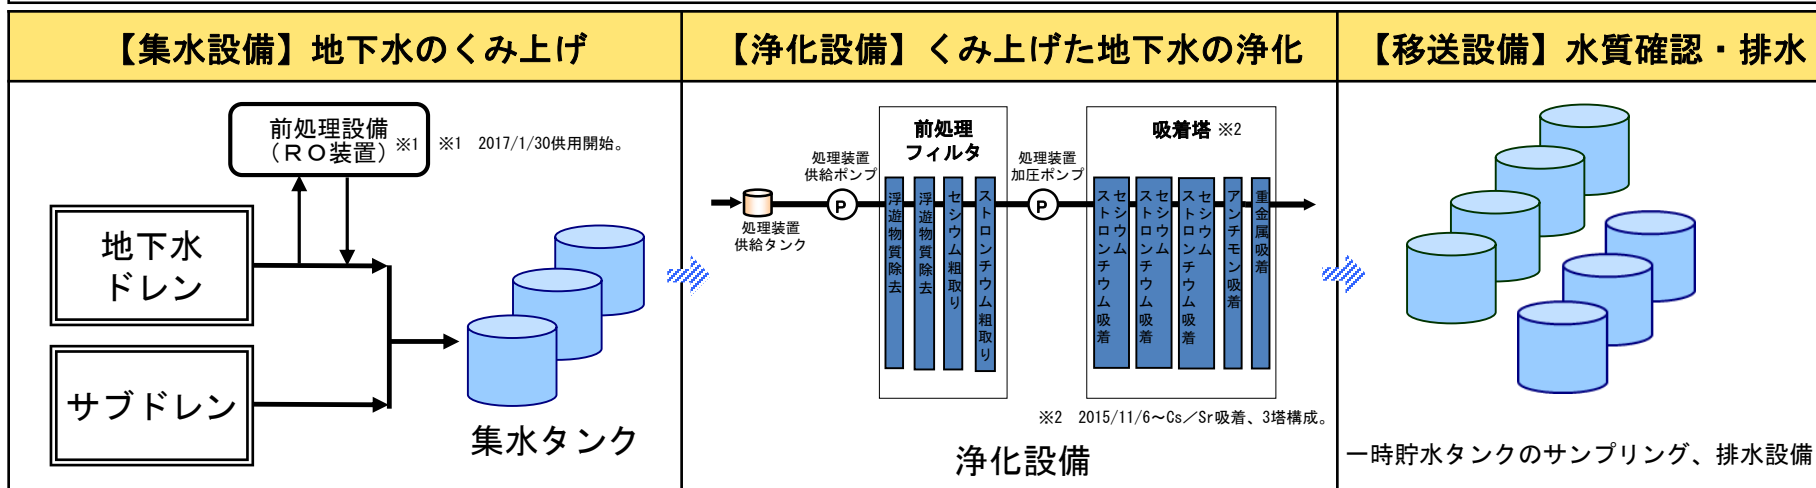 【集水設備】地下水のくみ上げ
前処理設備
(RO装置)※1
※1 2017/1/30供用開始。
地下水
ドレン
サブドレン
集水タンク
【浄化設備】くみ上げた地下水の浄化
処理装置
供給タンク
処理装置
供給ポンプ
P
前処理
フィルタ
浮遊物質除去
浮遊物質除去
セシウム粗取り
ストロンチウム粗取り
処理装置
加圧ポンプ
P
吸着塔 ※2
セシウム
ストロンチウム吸着
セシウム
ストロンチウム吸着
セシウム
ストロンチウム吸着
アンチモン吸着
重金属吸着
※2 2015/11/6~Cs/Sr吸着、3塔構成。
浄化設備
【移送設備】水質確認・排水
一時貯水タンクのサンプリング、排水設備